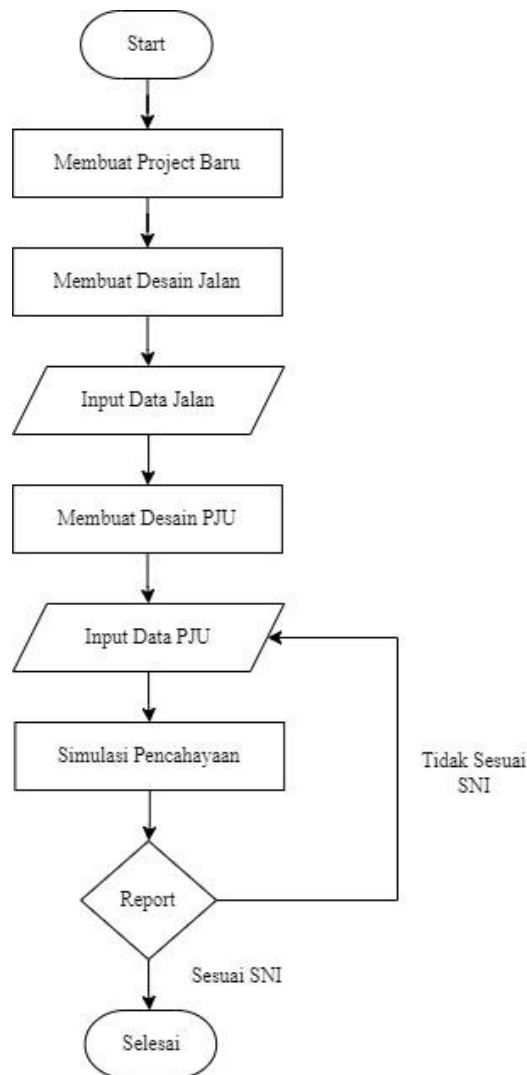 Start
Membuat Project Baru
Membuat Desain Jalan
Input Data Jalan
Membuat Desain PJU
Input Data PJU
Simulasi Pencahayaan
Tidak Sesuai
SNI
Report
Sesuai SNI
Selesai